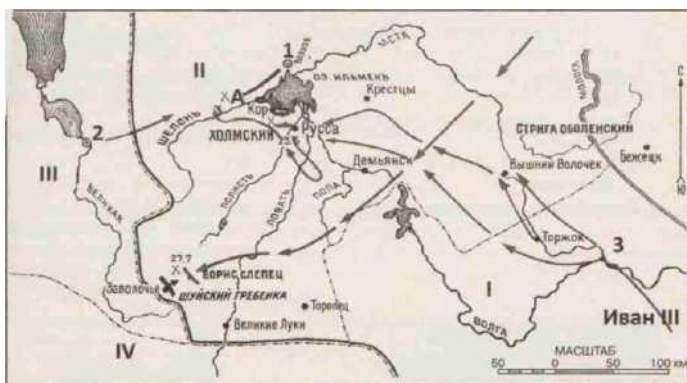 1
II
А
МСТА
Волхов
ОЗ. ИЛЬМЕНЬ
Кор
Крестцы
МОЛОГА
С
Ю
2
ШЕЛОНЬ
ХОЛМСКИЙ
Русса
СТРИГА ОБОЛЕНСКИЙ
Бежецк
III
Демьянск
Вышний Волочёк
ВЕЛИКАЯ
ПОЛИСТЬ
ЛОВАТЬ
ПОЛА
Торжок
3
27.7
БОРИС СЛЕПЕЦ
Заволочье
ШУЙСКИЙ ГРЕБЕНКА
I
Иван III
Торопец
Великие Луки
ВОЛГА
IV
МАСШТАБ
50 0 50 100 км